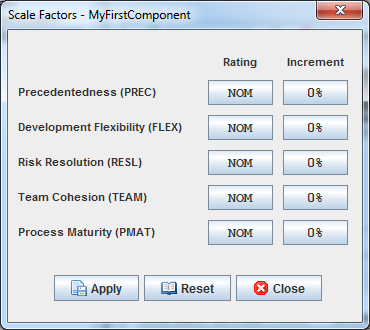 Scale Factors - MyFirstComponent
Rating Increment
Precedentedness (PREC) NOM 0%
Development Flexibility (FLEX) NOM 0%
Risk Resolution (RESL) NOM 0%
Team Cohesion (TEAM) NOM 0%
Process Maturity (PMAT) NOM 0%
Apply Reset Close